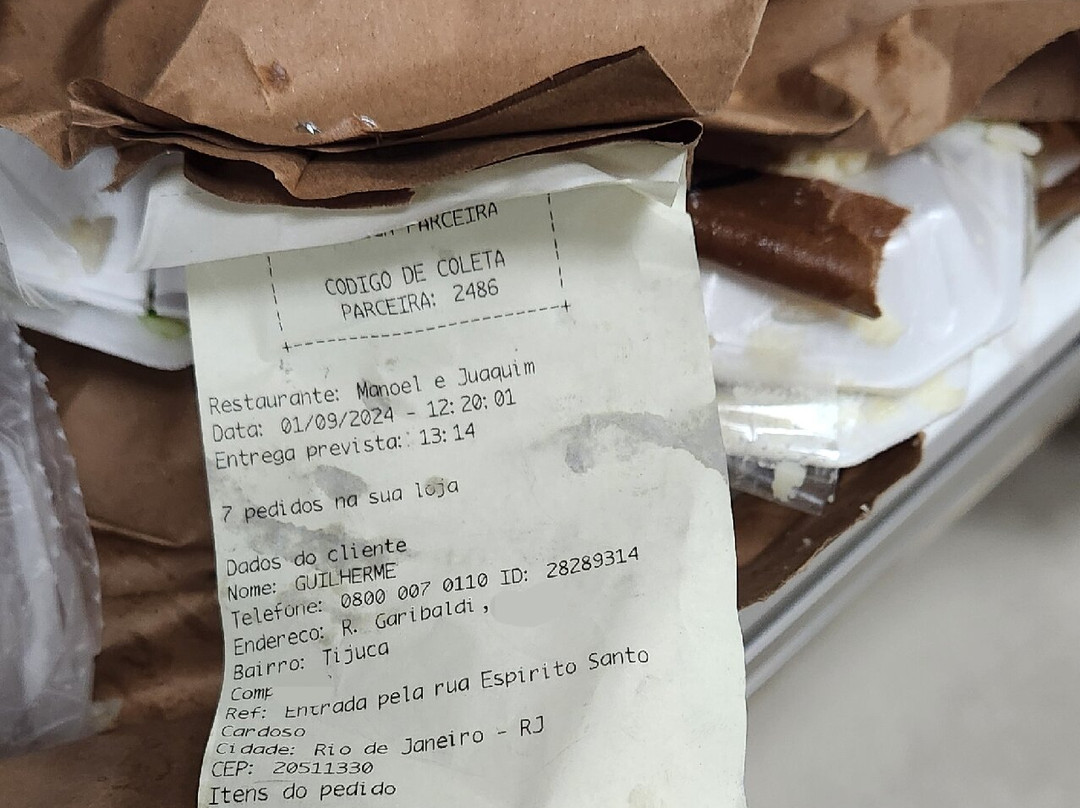 PARCEIRA
CODIGO DE COLETA
PARCEIRA: 2486
Restaurante: Manoel e Juaquim
Data: 01/09/2024 - 12:20:01
Entrega prevista: 13:14
7 pedidos na sua loja
Dados do cliente
Nome: GUILHERME
Telefone: 0800 007 0110 ID: 28289314
Endereco: R. Garibaldi,
Bairro: Tijuca
Comp
Ref: Entrada pela rua Espirito Santo
Cardoso
Cidade: Rio de Janeiro - RJ
CEP: 20511330
Itens do pedido